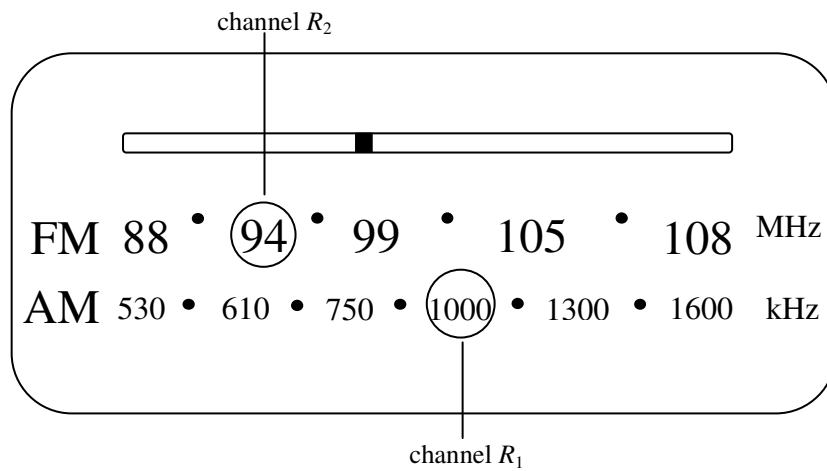 channel R₂
FM 88 • 94 • 99 • 105 • 108 MHz
AM 530 • 610 • 750 • 1000 • 1300 • 1600 kHz
channel R₁